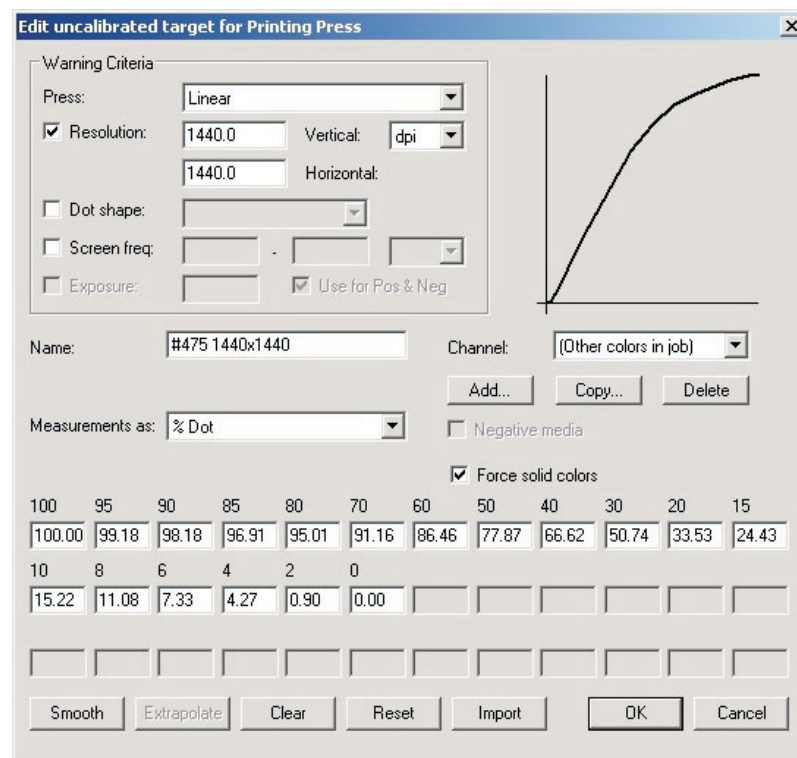 Edit uncalibrated target for Printing Press
Warning Criteria
Press: Linear
Resolution: 1440.0 Vertical: dpi
1440.0 Horizontal:
Dot shape:
Screen freq: -
Exposure: Use for Pos & Neg
Name: #475 1440x1440 Channel: (Other colors in job)
Add... Copy... Delete
Measurements as: % Dot Negative media
Force solid colors
100 95 90 85 80 70 60 50 40 30 20 15
100.00 99.18 98.18 96.91 95.01 91.16 86.46 77.87 66.62 50.74 33.53 24.43
10 8 6 4 2 0
15.22 11.08 7.33 4.27 0.90 0.00
Smooth Extrapolate Clear Reset Import OK Cancel